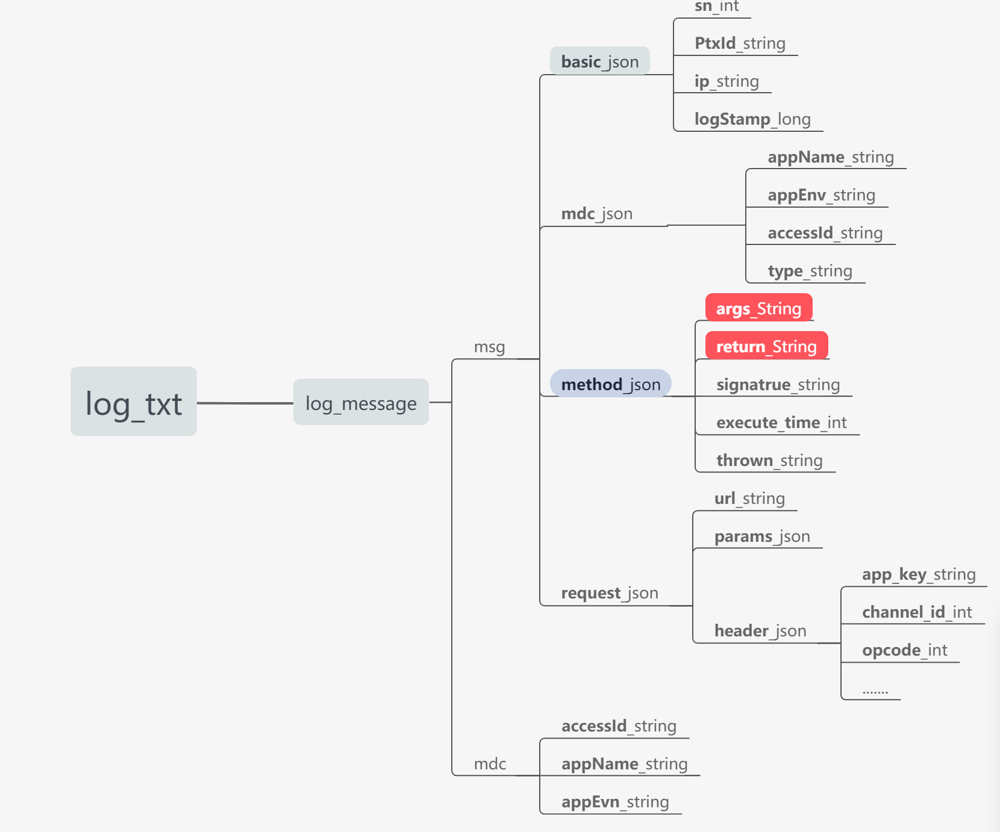 sn_int
PtxId_string
basic_json
ip_string
logStamp_long
appName_string
appEnv_string
mdc_json
accessId_string
type_string
args_String
return_String
msg
method_json
signatrue_string
log_txt
log_message
execute_time_int
thrown_string
url_string
params_json
app_key_string
request_json
channel_id_int
header_json
opcode_int
.......
accessId_string
mdc
appName_string
appEvn_string